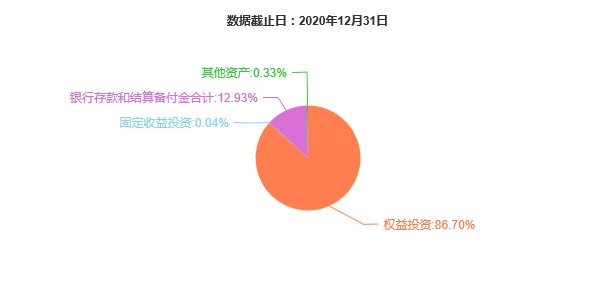 数据截止日：2020年12月31日
其他资产:0.33%
银行存款和结算备付金合计:12.93%
固定收益投资:0.04%
权益投资:86.70%